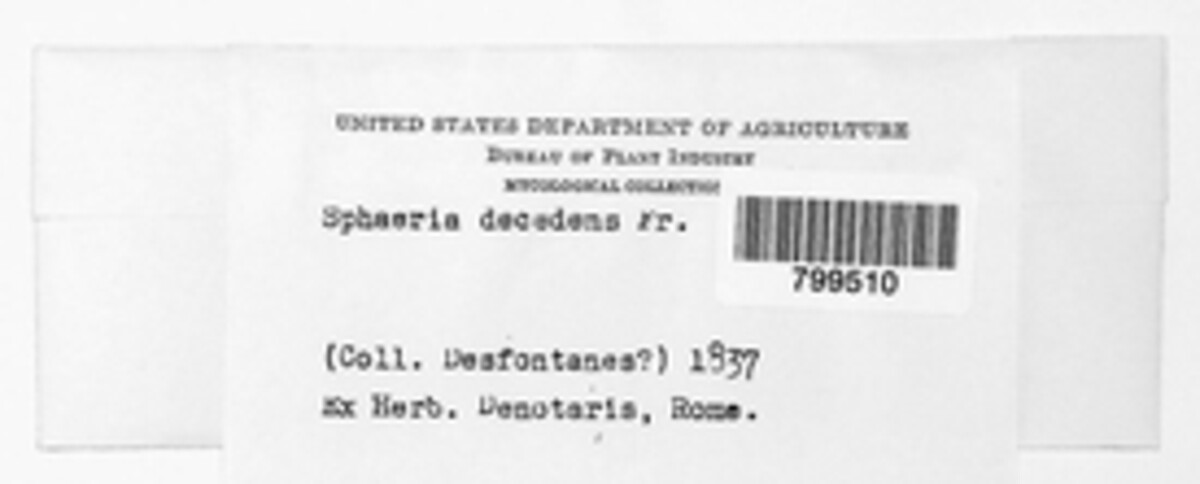 UNITED STATES DEPARTMENT OF AGRICULTURE
BUREAU OF PLANT INDUSTRY
MYCOLOGICAL COLLECTIONS
Sphaeria decedens Fr.
799510
(Coll. Desfontanes?) 1837
Ex Herb. Denotaris, Rome.